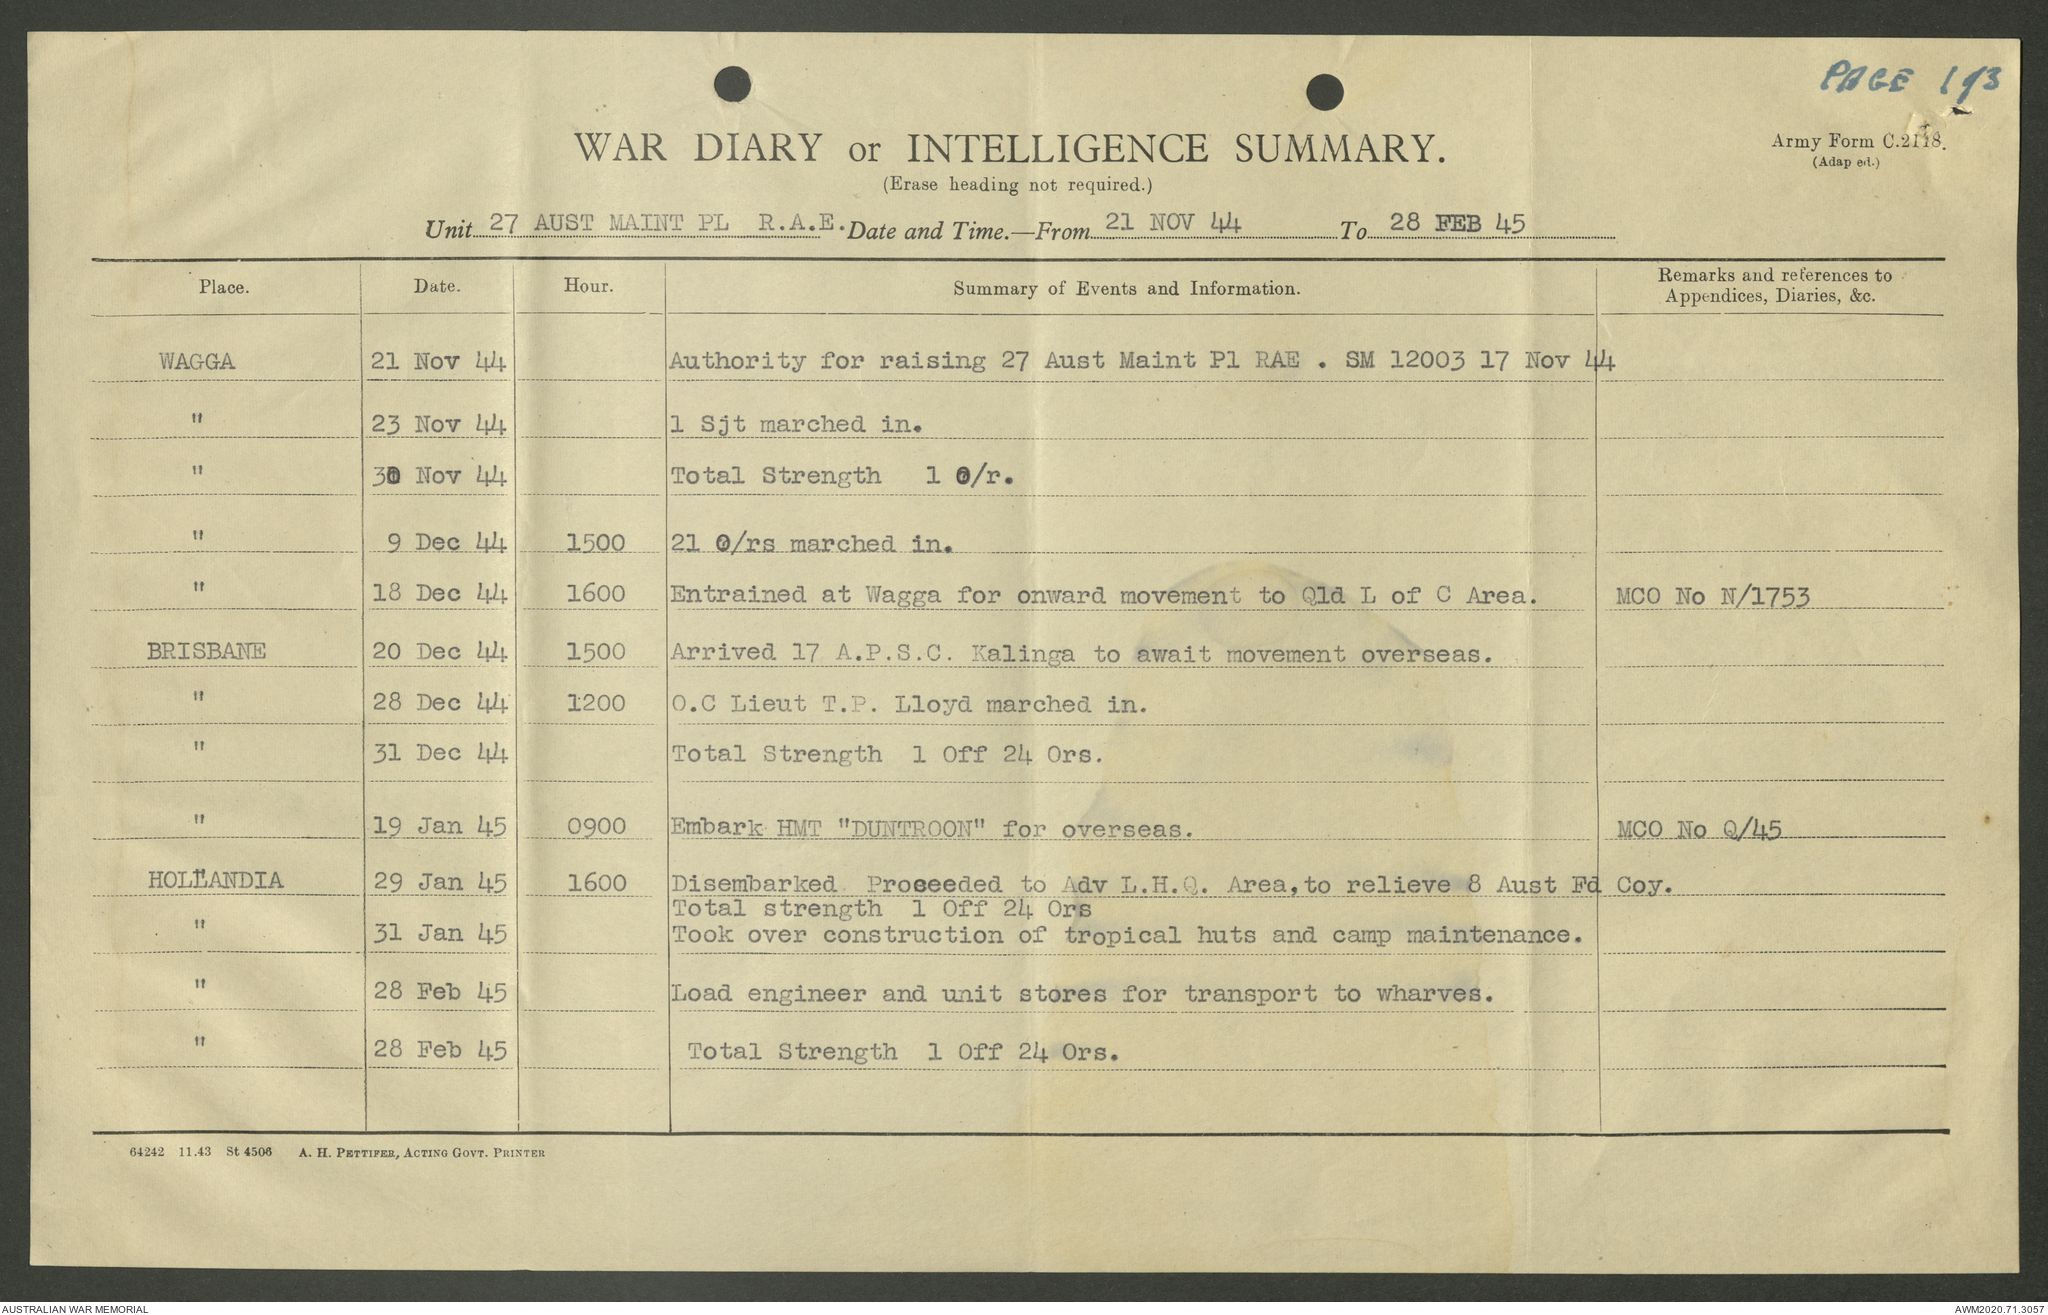 PAGE 1/3
WAR DIARY or INTELLIGENCE SUMMARY.
Army Form C.2118.
(Adapted.)
(Erase heading not required.)
Unit 27 AUST MAINT PL R.A.E. Date and Time.—From 21 NOV 44 To 28 FEB 45
Place. Date. Hour. Summary of Events and Information. Remarks and references to Appendices, Diaries, &c.
WAGGA 21 Nov 44 Authority for raising 27 Aust Maint Pl RAE . SM 12003 17 Nov 44
" 23 Nov 44 1 Sjt marched in.
" 30 Nov 44 Total Strength 1 O/r.
" 9 Dec 44 1500 21 O/rs marched in.
" 18 Dec 44 1600 Entrained at Wagga for onward movement to Qld L of C Area. MCO No N/1753
BRISBANE 20 Dec 44 1500 Arrived 17 A.P.S.C. Kalinga to await movement overseas.
" 28 Dec 44 1200 O.C Lieut T.P. Lloyd marched in.
" 31 Dec 44 Total Strength 1 Off 24 Ors.
" 19 Jan 45 0900 Embark HMT "DUNTROON" for overseas. MCO No Q/45
HOLLANDIA 29 Jan 45 1600 Disembarked Proceeded to Adv L.H.Q. Area,to relieve 8 Aust Fd Coy.
Total strength 1 Off 24 Ors
" 31 Jan 45 Took over construction of tropical huts and camp maintenance.
" 28 Feb 45 Load engineer and unit stores for transport to wharves.
" 28 Feb 45 Total Strength 1 Off 24 Ors.
64242 11.43 St 4506 A. H. PETTIFER, ACTING GOVT. PRINTER
AUSTRALIAN WAR MEMORIAL
AWM2020.71.3057